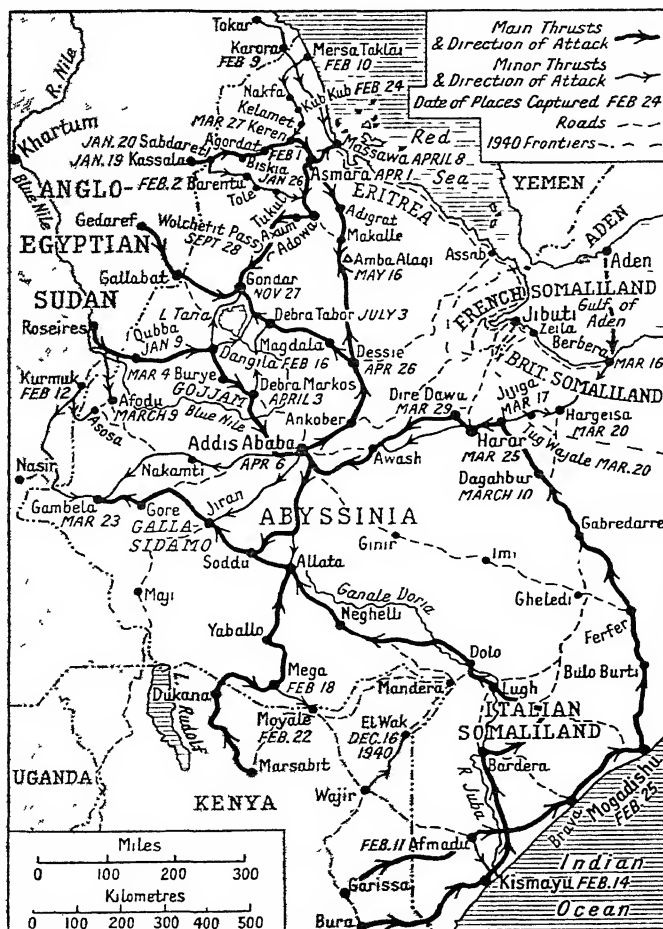 Main Thrusts
& Direction of Attack
Minor Thrusts
& Direction of Attack
Date of Places Captured FEB 24
Roads
1940 Frontiers
Tokar
Karora
FEB 9
Mersa Taklai
FEB 10
R. Nile
Nakfa
Kub Kub FEB 24
Kelamet
MAR 27 Keren
Khartum
JAN. 20 Sabdarett
Agordat
FEB 1
Massawa APRIL 8
Red
Sea
JAN. 19 Kassala
Biskia
JAN 26
Asmara APR 1
YEMEN
ANGLO-
FEB. 2 Barentu
Tole
ERITREA
Blue Nile
Tukul
Axum
Adowa
Adigrat
Gedaref
Wolchefit Pass
SEPT 28
Makalle
ADEN
EGYPTIAN
Amba Alagi
MAY 16
Assab
Aden
Gallabat
Gondar
NOV 27
FRENCH SOMALILAND
SUDAN
L Tana
Debra Tabor JULY 3
Jibuti
Gulf of
Aden
Roseires
Qubba
JAN 9
Magdala
Zeila
Berbera
Dangila FEB 16
Dessie
APR 26
MAR 16
Kurmuk
FEB 12
MAR 4 Burye
GOJJAM
Debra Markos
APRIL 3
BRIT SOMALILAND
Afodu
MARCH 9
Dire Dawa
MAR 29
Jijiga
MAR 17
Asosa
Blue Nile
Ankober
Hargeisa
MAR 20
Addis Ababa
APR 6
Harar
MAR 25
Tug Wajale MAR. 20
Nasir
Nakamti
Awash
Dagahbur
MARCH 10
Gambela
MAR 23
Gore
Jiran
ABYSSINIA
Gabredarre
GALLA
SIDAMO
Ginir
Imi
Soddu
Allata
Ganale Doria
Gheledi
Maji
Neghelli
Ferfer
Yaballo
Dolo
Bulo Burti
Mega
FEB 18
Mandera
Lugh
Dukana
L. Rudolf
Moyale
FEB. 22
El Wak
DEC. 16
1940
ITALIAN
SOMALILAND
UGANDA
Marsabit
Bardera
KENYA
Wajir
R Juba
Mogadishu
FEB. 25
Brava
FEB. 11 Afmadu
Miles
0 100 200 300
Garissa
Kismayu FEB. 14
Indian
Ocean
Kilometres
0 100 200 300 400 500
Bura